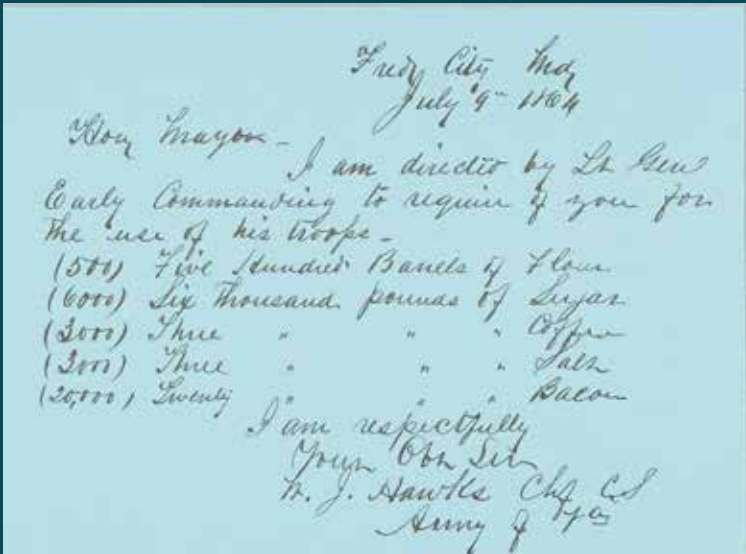 Fredk City Md
July 9th 1864
Hon Mayor -
I am directed by Lt Gen
Early Commanding to require of you for
the use of his troops -
(500) Five Hundred Barrels of Flour
(6000) Six Thousand pounds of Sugar
(3000) Three " " " Coffee
(3000) Three " " " Salt
(20,000) Twenty " " " Bacon
I am respectfully
Your Obt Svt
W. J. Hawks Chf CS
Army of